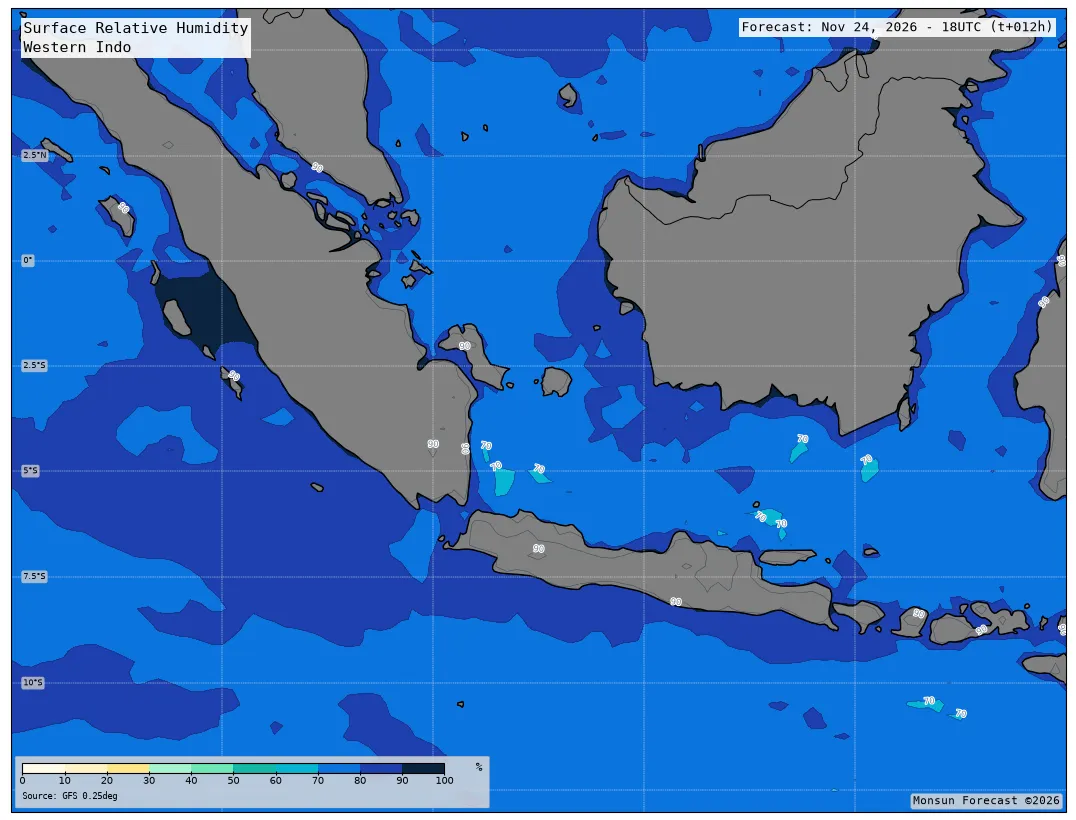 Surface Relative Humidity
Western Indo
Forecast: Nov 24, 2026 - 18UTC (t+012h)
90
2.5°N
90
0°
90
90
90
2.5°S
90
70
90
70
90
70
70
70
5°S
70
70
90
7.5°S
90
90
90
90
10°S
70
70
%
0 10 20 30 40 50 60 70 80 90 100
Source: GFS 0.25deg
Monsun Forecast ©2026